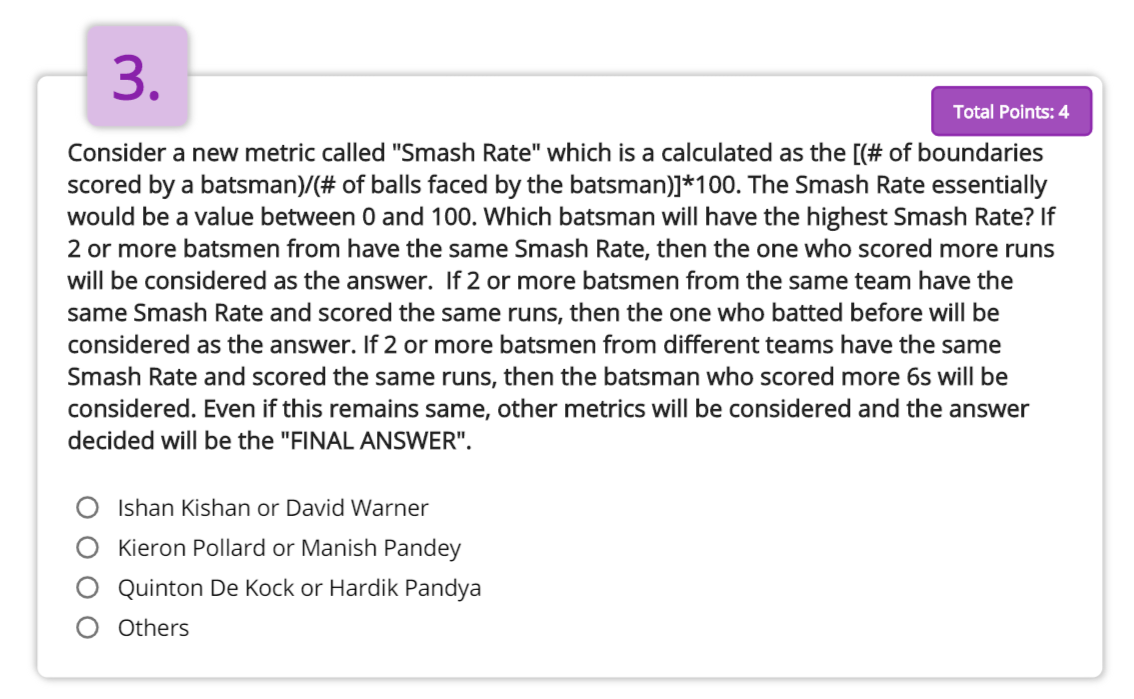 3.
Total Points: 4
Consider a new metric called "Smash Rate" which is a calculated as the [(# of boundaries
scored by a batsman)/(# of balls faced by the batsman)]*100. The Smash Rate essentially
would be a value between 0 and 100. Which batsman will have the highest Smash Rate? If
2 or more batsmen from have the same Smash Rate, then the one who scored more runs
will be considered as the answer.  If 2 or more batsmen from the same team have the
same Smash Rate and scored the same runs, then the one who batted before will be
considered as the answer. If 2 or more batsmen from different teams have the same
Smash Rate and scored the same runs, then the batsman who scored more 6s will be
considered. Even if this remains same, other metrics will be considered and the answer
decided will be the "FINAL ANSWER".
Ishan Kishan or David Warner
Kieron Pollard or Manish Pandey
Quinton De Kock or Hardik Pandya
Others